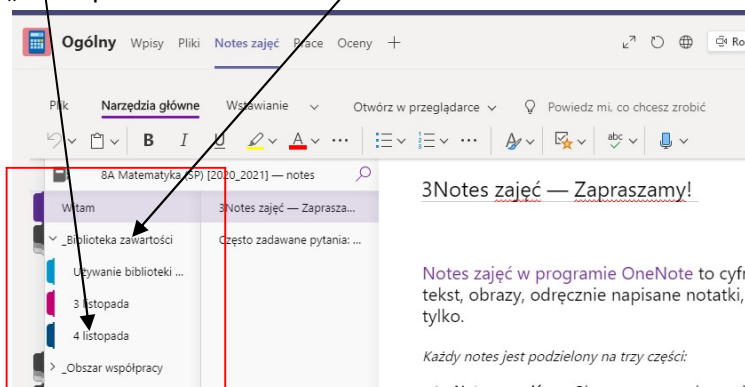 Ogólny Wpisy Pliki Notes zajęć Prace Oceny +
Plik Narzędzia główne Wstawianie Otwórz w przeglądarce Powiedz mi, co chcesz zrobić
B I U A abc
8A Matematyka (SP) [2020_2021] — notes
Witam
_Biblioteka zawartości
Używanie biblioteki ...
3 listopada
4 listopada
_Obszar współpracy
3Notes zajęć — Zaprasza...
Często zadawane pytania: ...
3Notes zajęć — Zapraszamy!
Notes zajęć w programie OneNote to
tekst, obrazy, odręcznie napisane notatki,
tylko.
Każdy notes jest podzielony na trzy części: